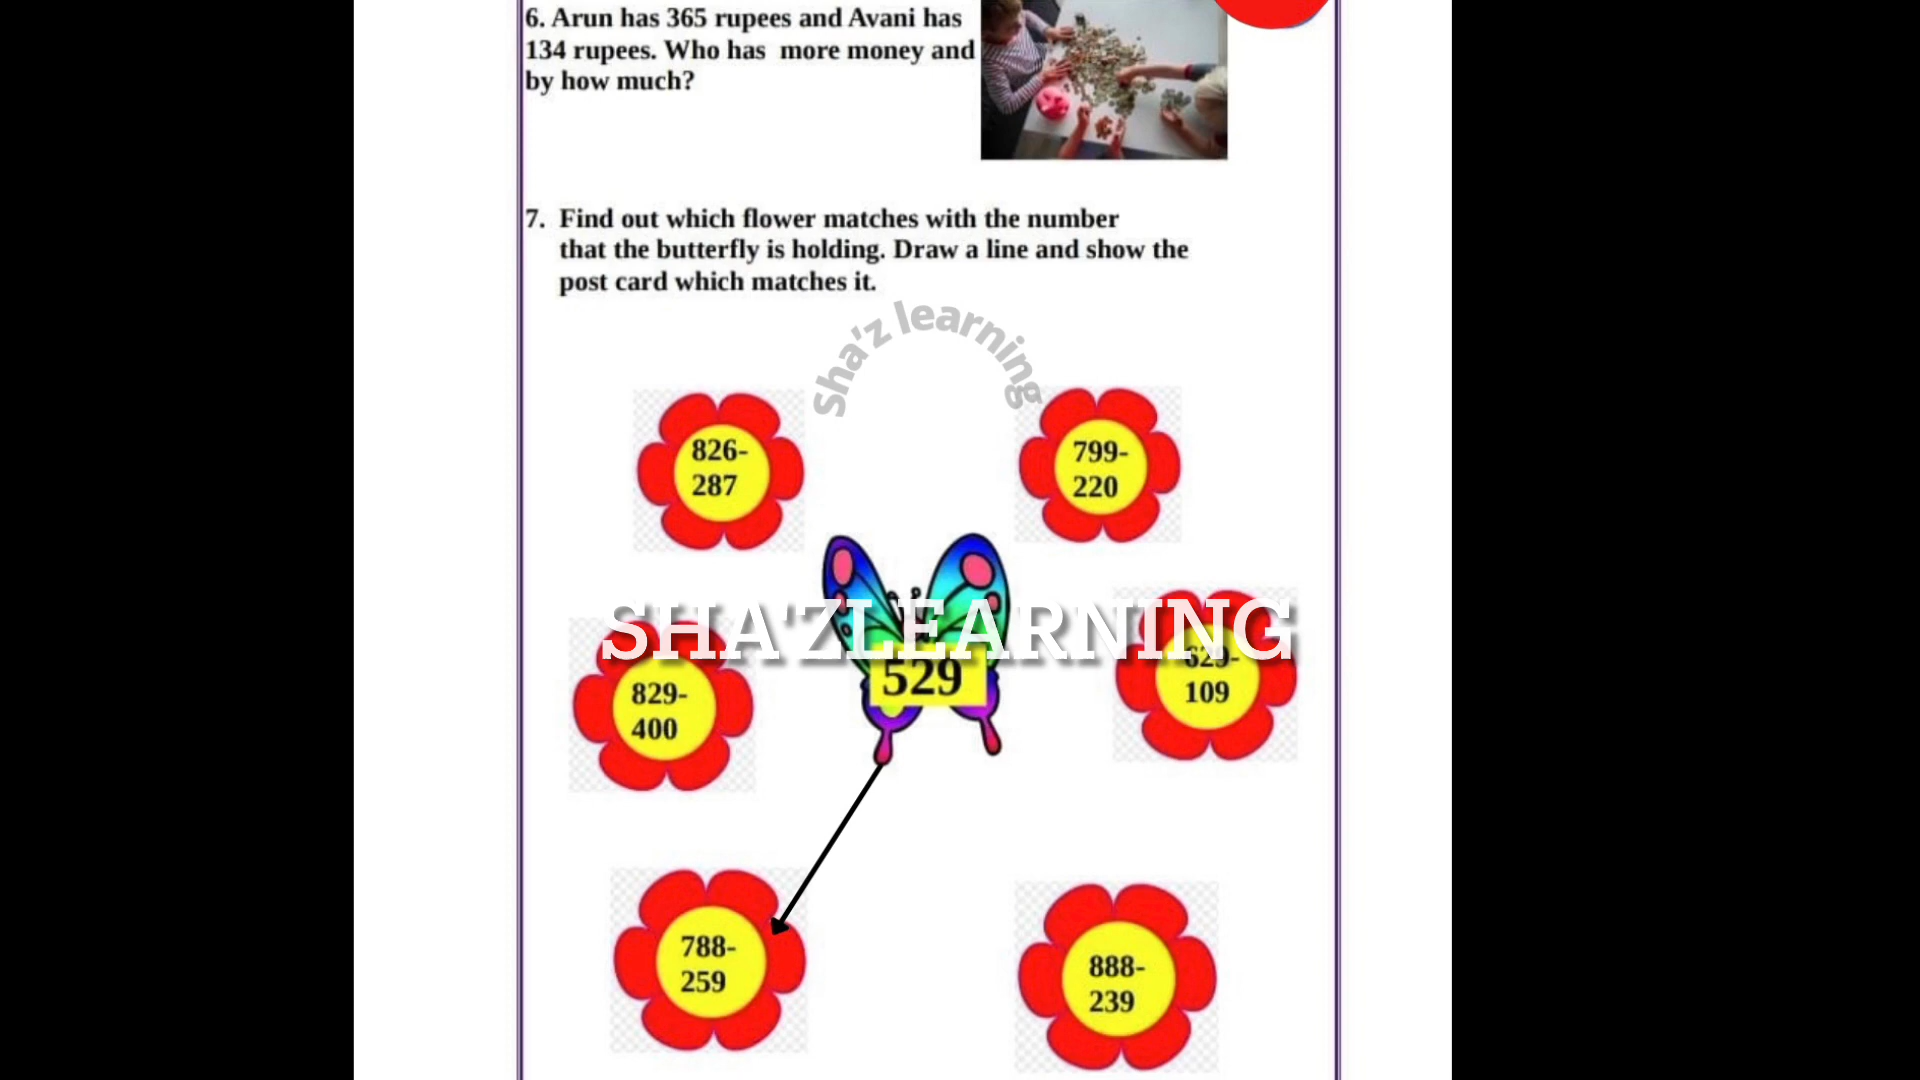 6. Arun has 365 rupees and Avani has
134 rupees. Who has more money and
by how much?
7. Find out which flower matches with the number
that the butterfly is holding. Draw a line and show the
post card which matches it.
Sha'z learning
826-
287
799-
220
SHA'ZLEARNING
529
829-
400
629-
109
788-
259
888-
239